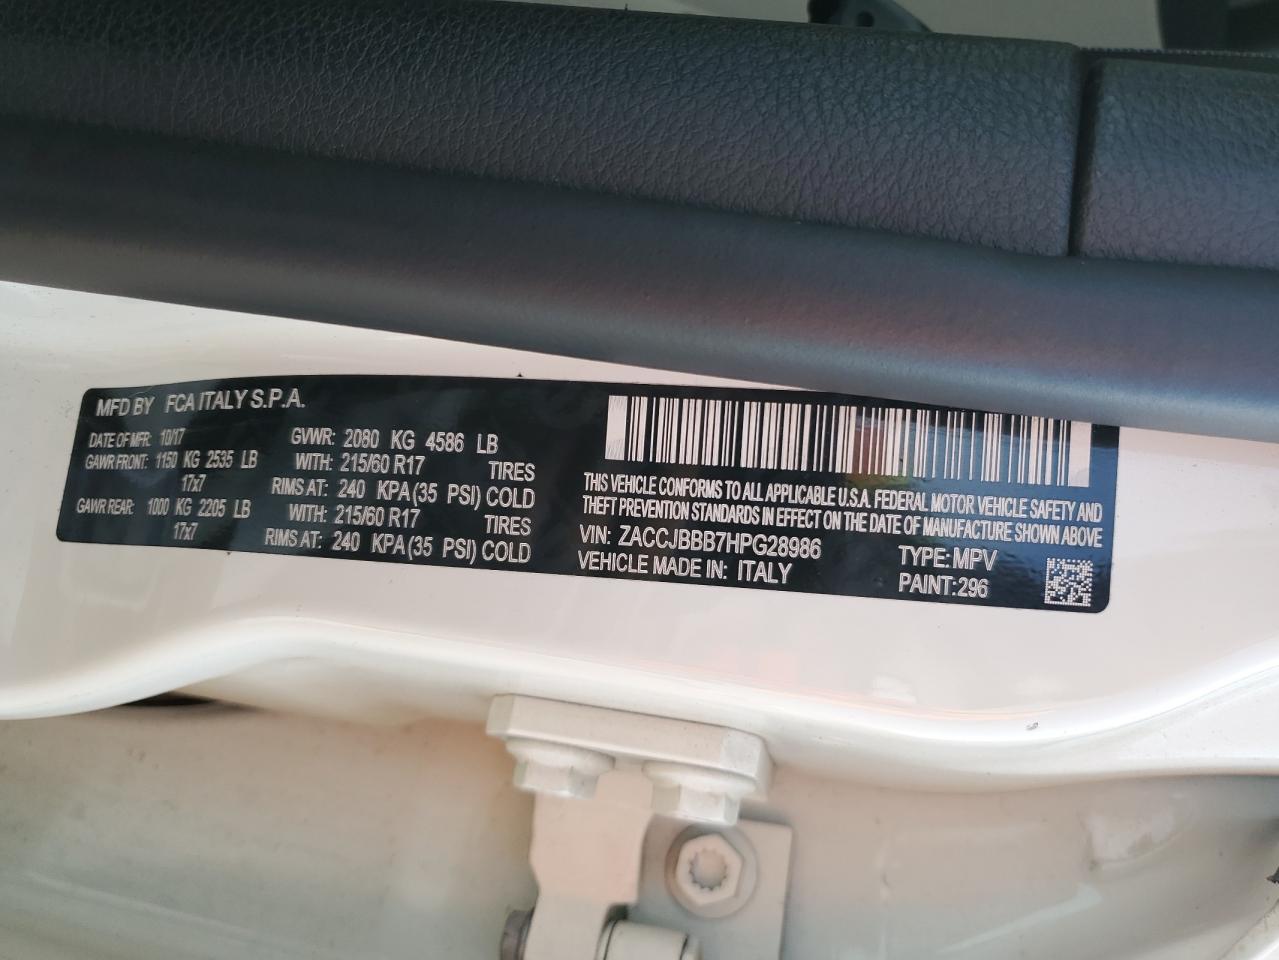 MFD BY FCA ITALY S.P.A.
DATE OF MFR: 10/17 GVWR: 2080 KG 4586 LB
GAWR FRONT: 1150 KG 2535 LB WITH: 215/60 R17 TIRES
17x7 RIMS AT: 240 KPA(35 PSI) COLD
GAWR REAR: 1000 KG 2205 LB WITH: 215/60 R17 TIRES
17x7 RIMS AT: 240 KPA(35 PSI) COLD
THIS VEHICLE CONFORMS TO ALL APPLICABLE U.S.A. FEDERAL MOTOR VEHICLE SAFETY AND
THEFT PREVENTION STANDARDS IN EFFECT ON THE DATE OF MANUFACTURE SHOWN ABOVE
VIN: ZACCJBBB7HPG28986 TYPE: MPV
VEHICLE MADE IN: ITALY PAINT: 296